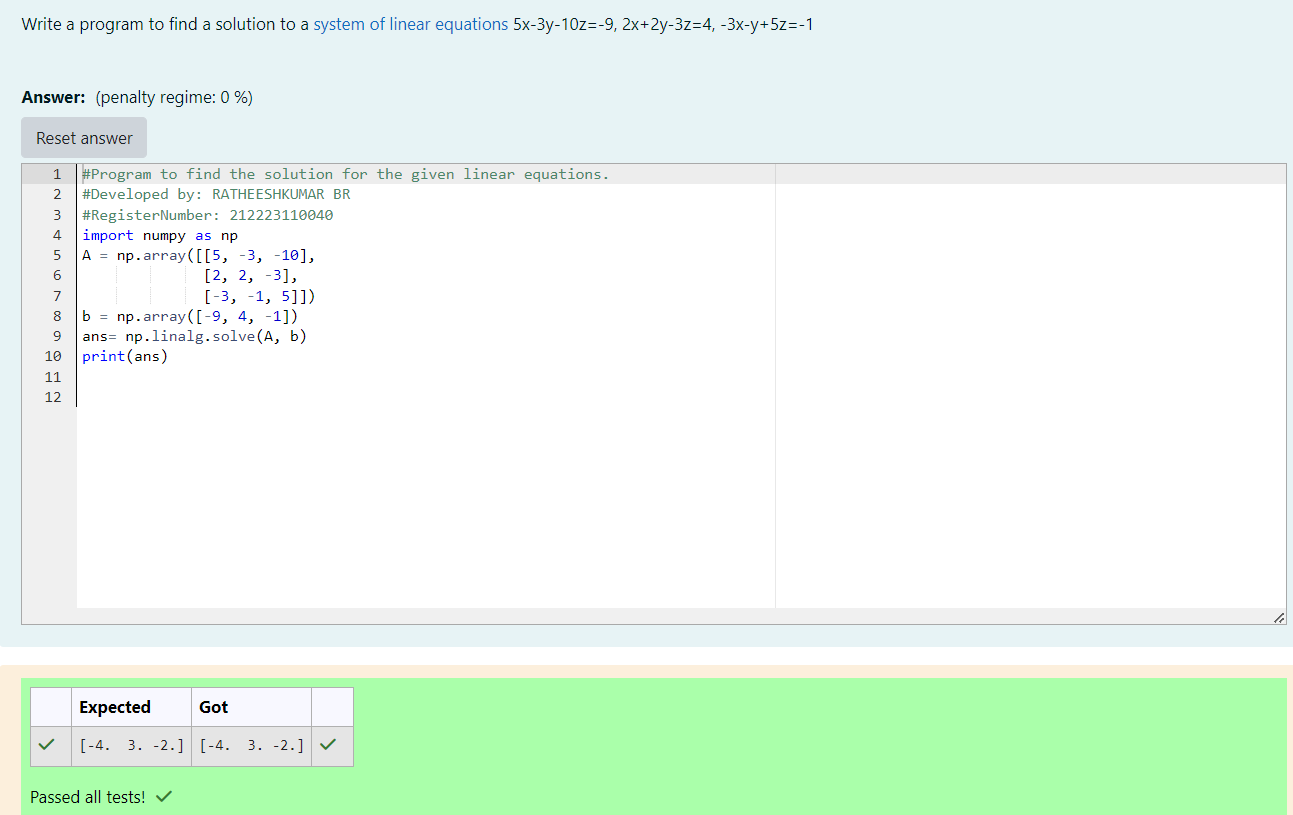 Write a program to find a solution to a system of linear equations 5x-3y-10z=-9, 2x+2y-3z=4, -3x-y+5z=-1
Answer: (penalty regime: 0 %)
Reset answer
1 #Program to find the solution for the given linear equations.
2 #Developed by: RATHEESHKUMAR BR
3 #RegisterNumber: 212223110040
4 import numpy as np
5 A = np.array([[5, -3, -10],
6 [2, 2, -3],
7 [-3, -1, 5]])
8 b = np.array([-9, 4, -1])
9 ans= np.linalg.solve(A, b)
10 print(ans)
11
12
Expected Got
[-4.  3. -2.] [-4.  3. -2.]
Passed all tests!